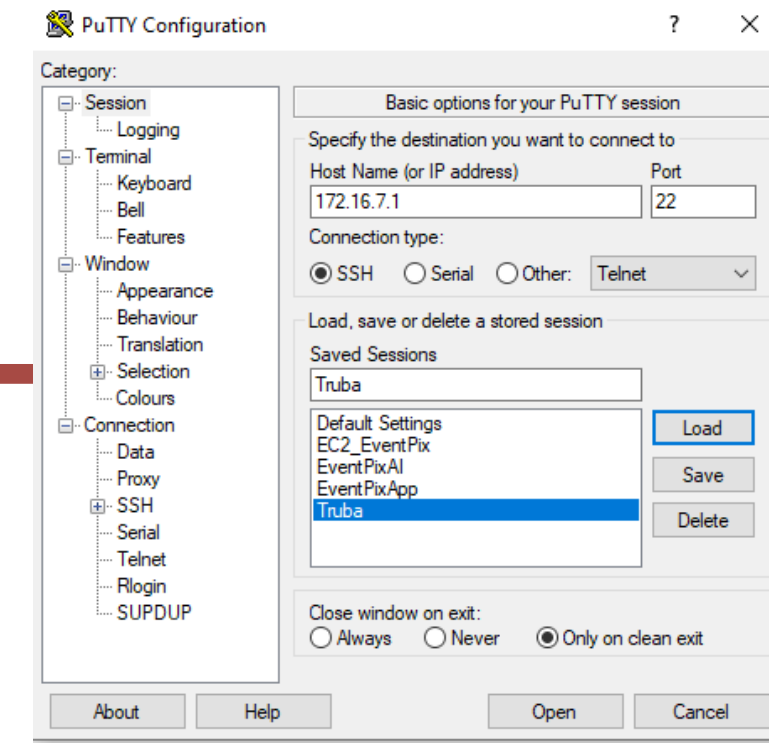 PuTTY Configuration
?
Category:
Session
Logging
Terminal
Keyboard
Bell
Features
Window
Appearance
Behaviour
Translation
Selection
Colours
Connection
Data
Proxy
SSH
Serial
Telnet
Rlogin
SUPDUP
Basic options for your PuTTY session
Specify the destination you want to connect to
Host Name (or IP address) Port
172.16.7.1 22
Connection type:
SSH Serial Other: Telnet
Load, save or delete a stored session
Saved Sessions
Truba
Default Settings
EC2_EventPix
EventPixAI
EventPixApp
Truba
Load
Save
Delete
Close window on exit:
Always Never Only on clean exit
About Help Open Cancel